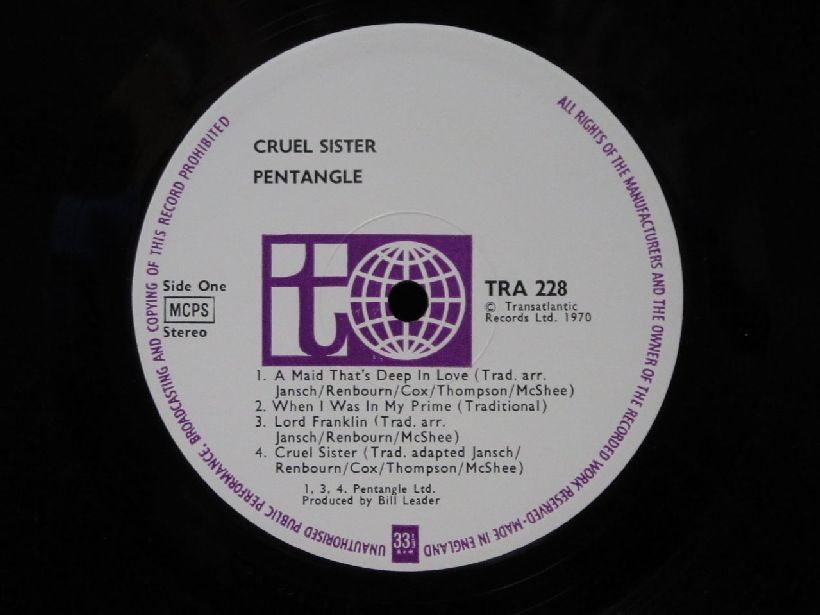 CRUEL SISTER
PENTANGLE
Side One
MCPS
Stereo
to
TRA 228
© Transatlantic
Records Ltd. 1970
1. A Maid That's Deep In Love (Trad. arr.
Jansch/Renbourn/Cox/Thompson/McShee)
2. When I Was In My Prime (Traditional)
3. Lord Franklin (Trad. arr.
Jansch/Renbourn/McShee)
4. Cruel Sister (Trad. adapted Jansch/
Renbourn/Cox/Thompson/McShee)
1, 3, 4. Pentangle Ltd.
Produced by Bill Leader
ALL RIGHTS OF THE MANUFACTURERS AND THE OWNER OF THE RECORDED WORK RESERVED-MADE IN ENGLAND
33⅓
UNAUTHORISED PUBLIC PERFORMANCE, BROADCASTING AND COPYING OF THIS RECORD PROHIBITED